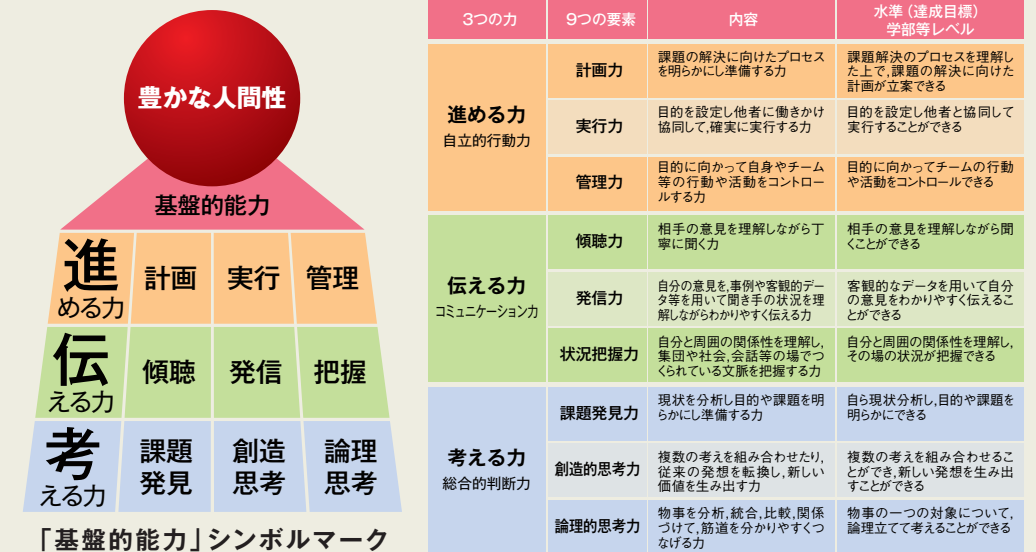 豊かな人間性
基盤的能力
進
める力
計画
実行
管理
伝
える力
傾聴
発信
把握
考
える力
課題
発見
創造
思考
論理
思考
「基盤的能力」シンボルマーク
3つの力
9つの要素
内容
水準（達成目標）
学部等レベル
進める力
自立的行動力
計画力
課題の解決に向けたプロセス
を明らかにし準備する力
課題解決のプロセスを理解し
た上で,課題の解決に向けた
計画が立案できる
実行力
目的を設定し他者に働きかけ
協同して,確実に実行する力
目的を設定し他者と協同して
実行することができる
管理力
目的に向かって自身やチーム
等の行動や活動をコントロー
ルする力
目的に向かってチームの行動
や活動をコントロールできる
伝える力
コミュニケーション力
傾聴力
相手の意見を理解しながら丁
寧に聞く力
相手の意見を理解しながら聞
くことができる
発信力
自分の意見を,事例や客観的デー
タ等を用いて聞き手の状況を理
解しながらわかりやすく伝える力
客観的なデータを用いて自分
の意見をわかりやすく伝えるこ
とができる
状況把握力
自分と周囲の関係性を理解し,
集団や社会,会話等の場でつ
くられている文脈を把握する力
自分と周囲の関係性を理解し,
その場の状況が把握できる
考える力
総合的判断力
課題発見力
現状を分析し目的や課題を明
らかにし準備する力
自ら現状分析し,目的や課題を
明らかにできる
創造的思考力
複数の考えを組み合わせたり,
従来の発想を転換し,新しい
価値を生み出す力
複数の考えを組み合わせるこ
とができ,新しい発想を生み出
すことができる
論理的思考力
物事を分析,統合,比較,関係
づけて,筋道を分かりやすくつ
なげる力
物事の一つの対象について,
論理立てて考えることができる